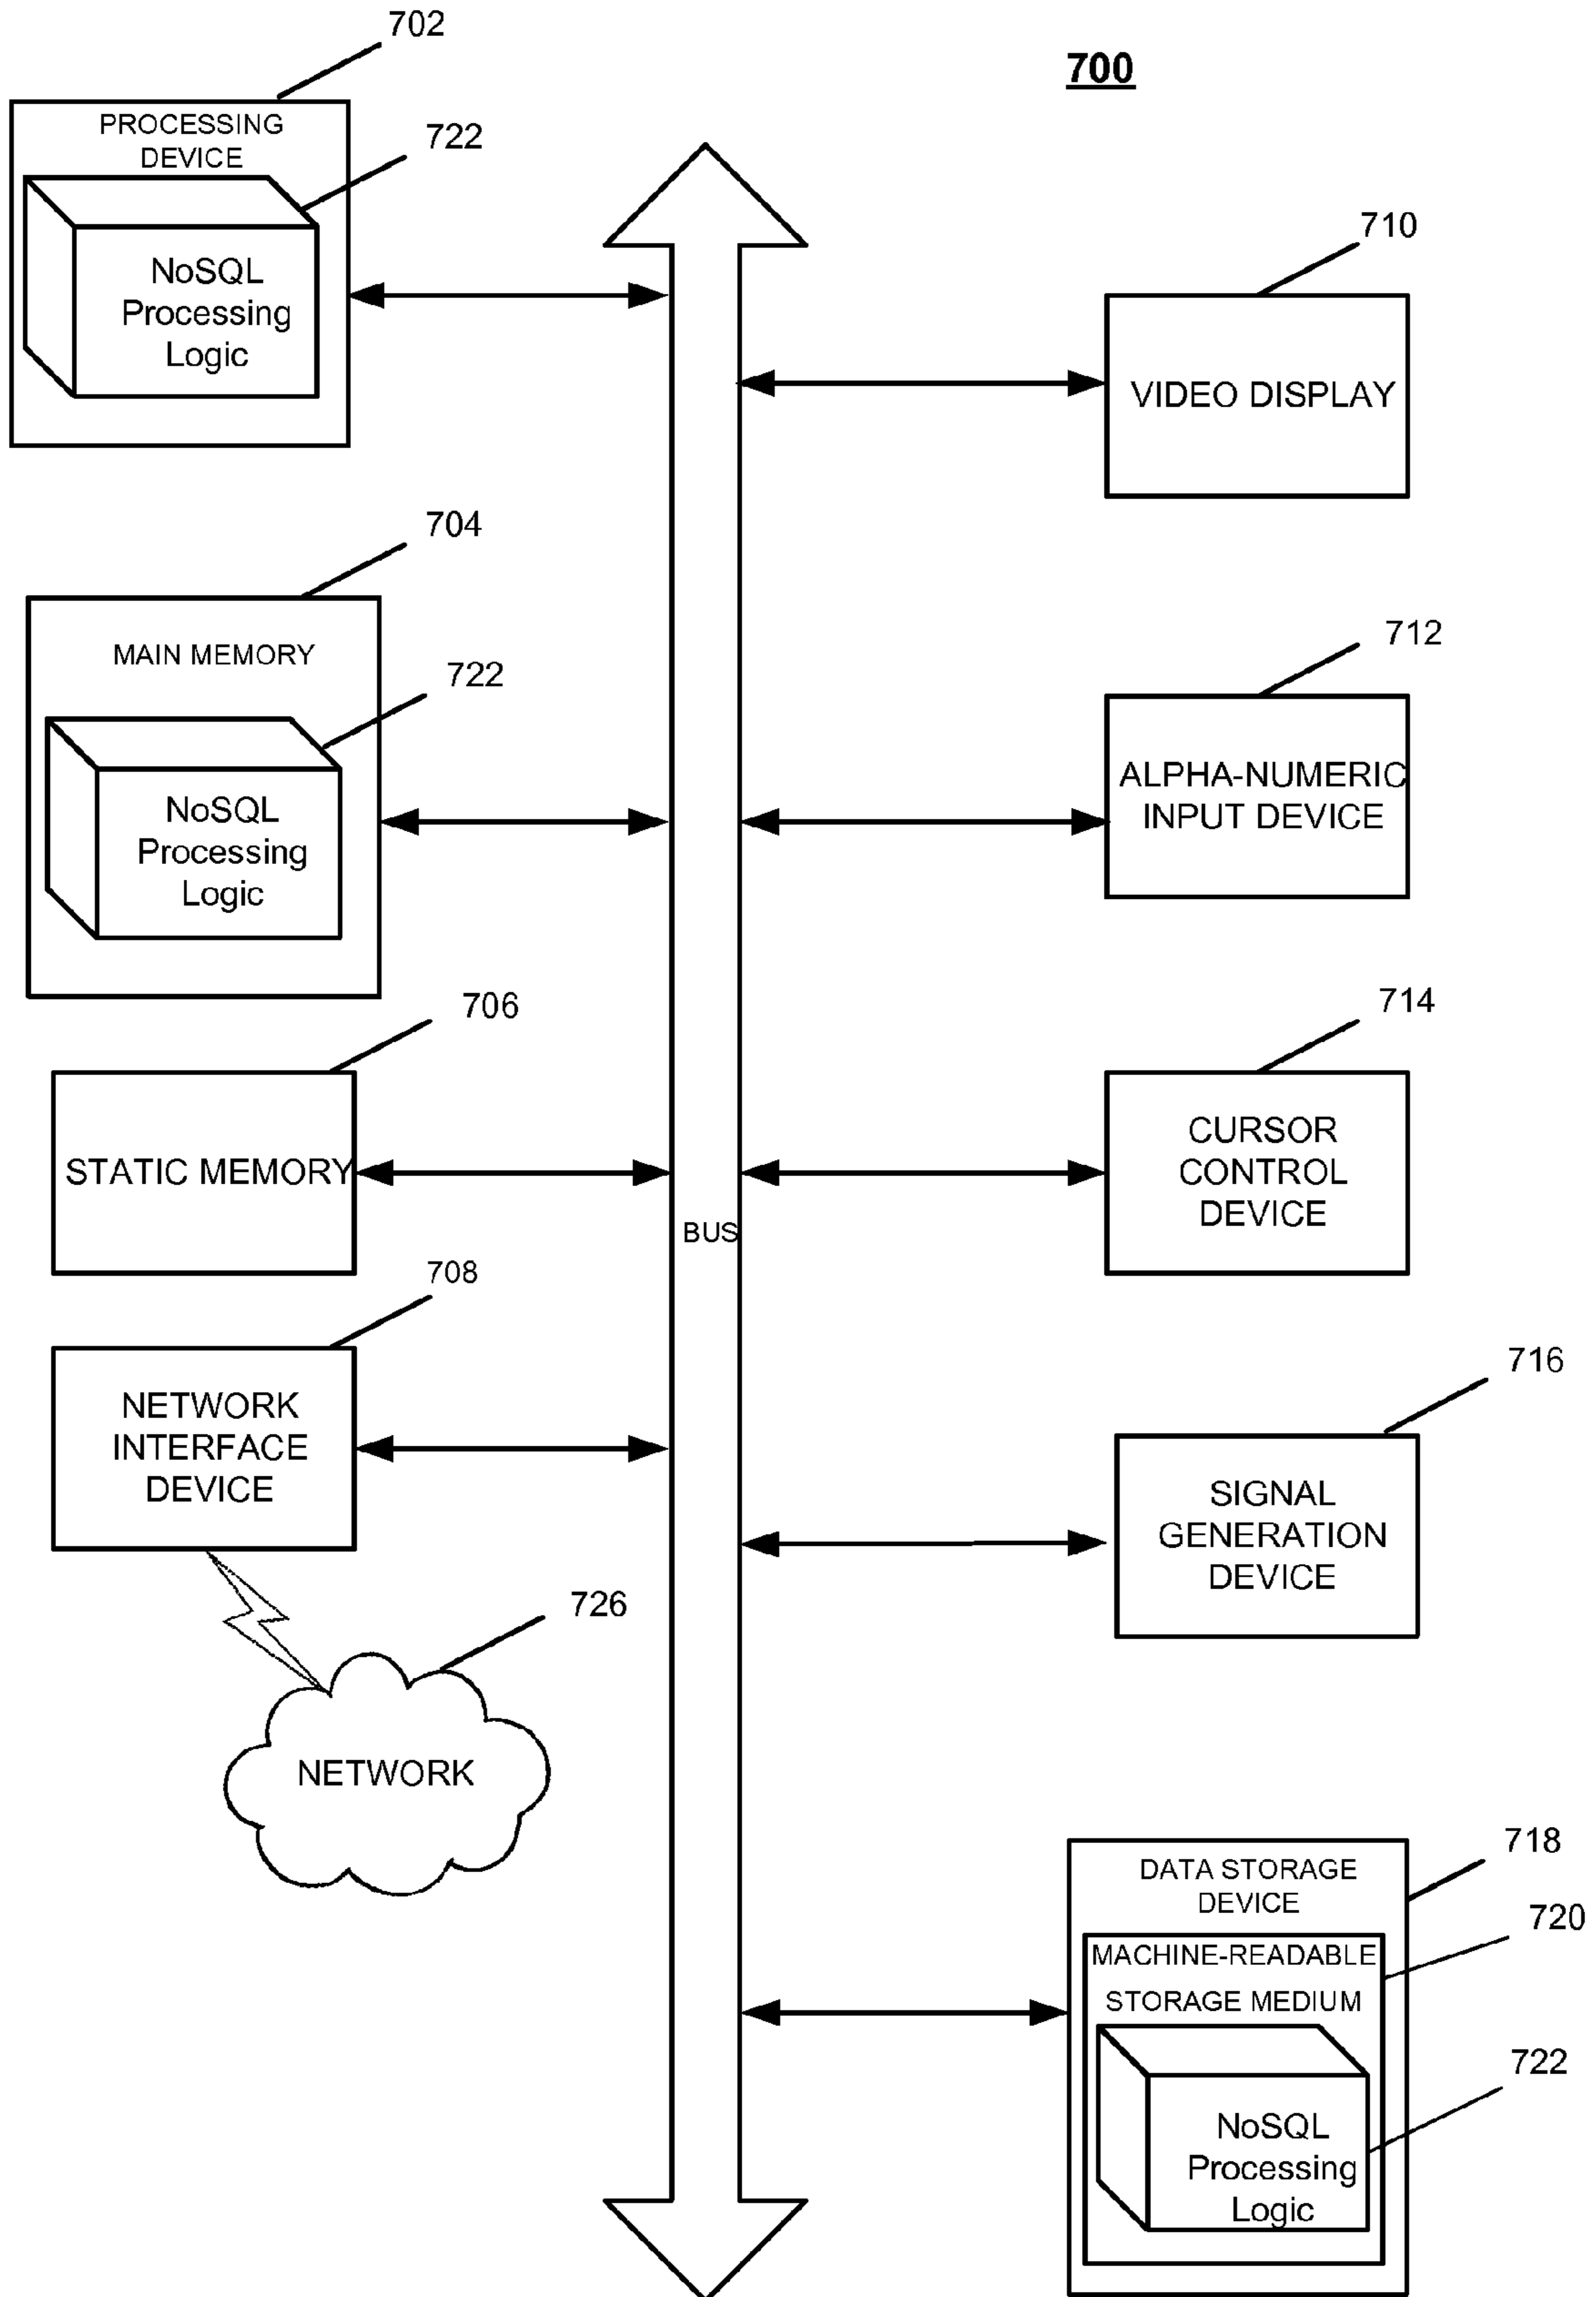 702
700
PROCESSING
DEVICE
722
NoSQL
Processing
Logic
710
VIDEO DISPLAY
704
MAIN MEMORY
722
NoSQL
Processing
Logic
712
ALPHA-NUMERIC
INPUT DEVICE
706
STATIC MEMORY
714
CURSOR
CONTROL
DEVICE
BUS
708
NETWORK
INTERFACE
DEVICE
716
SIGNAL
GENERATION
DEVICE
726
NETWORK
718
DATA STORAGE
DEVICE
720
MACHINE-READABLE
STORAGE MEDIUM
722
NoSQL
Processing
Logic